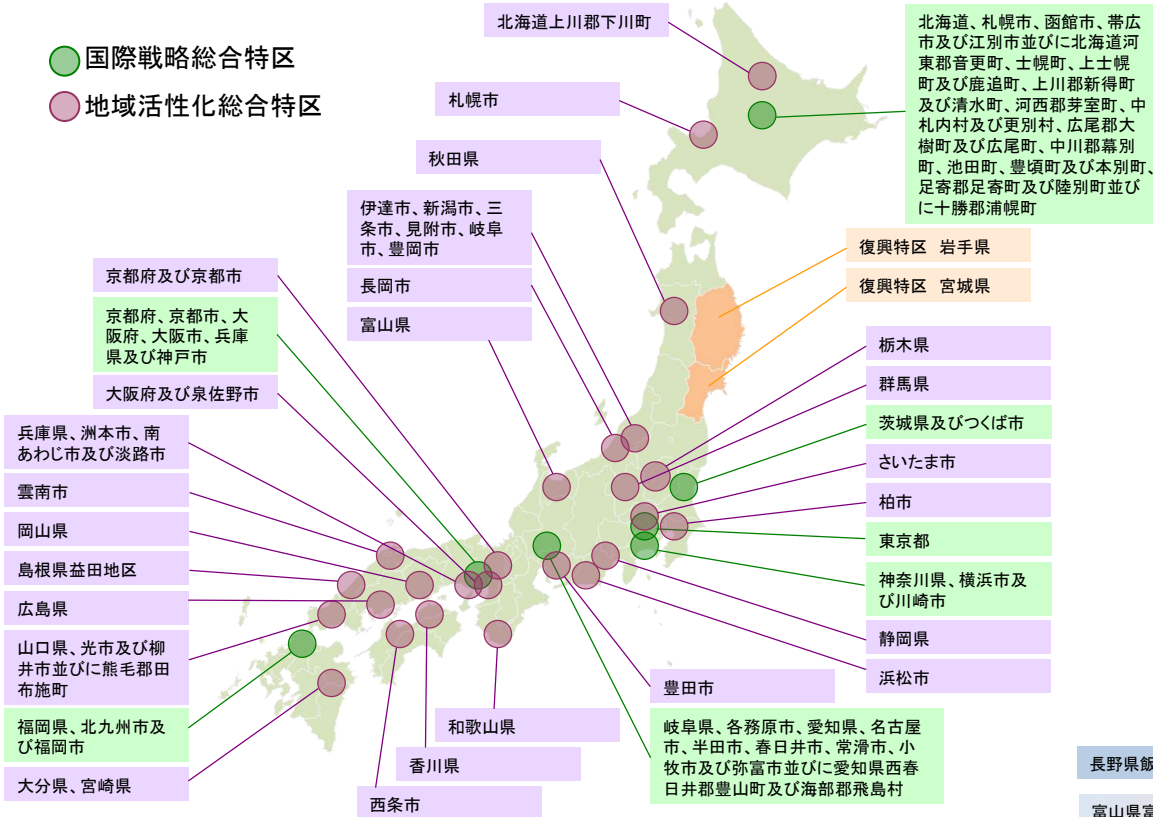 国際戦略総合特区
地域活性化総合特区
北海道上川郡下川町
札幌市
秋田県
伊達市、新潟市、三
条市、見附市、岐阜
市、豊岡市
長岡市
富山県
京都府及び京都市
京都府、京都市、大
阪府、大阪市、兵庫
県及び神戸市
大阪府及び泉佐野市
兵庫県、洲本市、南
あわじ市及び淡路市
雲南市
岡山県
島根県益田地区
広島県
山口県、光市及び柳
井市並びに熊毛郡田
布施町
福岡県、北九州市及
び福岡市
大分県、宮崎県
西条市
香川県
和歌山県
豊田市
岐阜県、各務原市、愛知県、名古屋
市、半田市、春日井市、常滑市、小
牧市及び弥富市並びに愛知県西春
日井郡豊山町及び海部郡飛島村
北海道、札幌市、函館市、帯広
市及び江別市並びに北海道河
東郡音更町、士幌町、上士幌
町及び鹿追町、上川郡新得町
及び清水町、河西郡芽室町、中
札内村及び更別村、広尾郡大
樹町及び広尾町、中川郡幕別
町、池田町、豊頃町及び本別町、
足寄郡足寄町及び陸別町並び
に十勝郡浦幌町
復興特区 岩手県
復興特区 宮城県
栃木県
群馬県
茨城県及びつくば市
さいたま市
柏市
東京都
神奈川県、横浜市及
び川崎市
静岡県
浜松市
長野県飯
富山県富